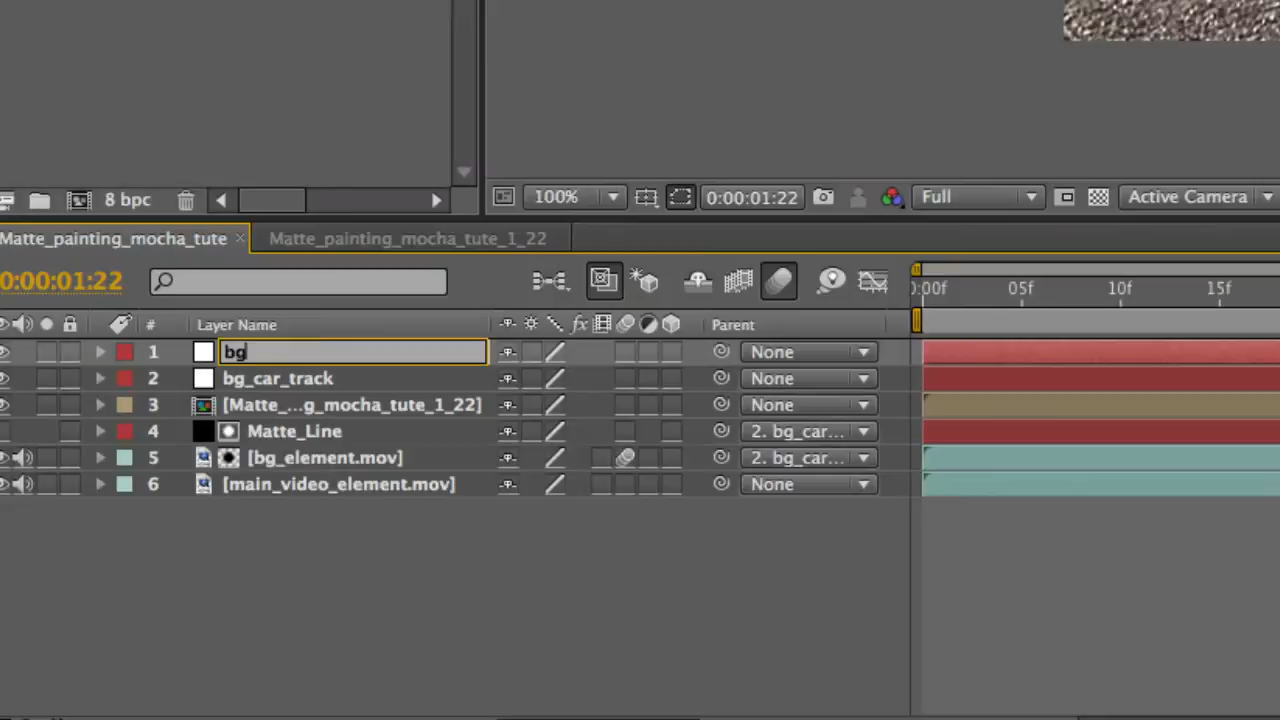 8 bpc
100%
0:00:01:22
Full
Active Camera
Matte_painting_mocha_tute
Matte_painting_mocha_tute_1_22
0:00:01:22
0:00f 05f 10f 15f
# Layer Name fx Parent
1 bg None
2 bg_car_track None
3 [Matte_...g_mocha_tute_1_22] None
4 Matte_Line 2. bg_car...
5 [bg_element.mov] 2. bg_car...
6 [main_video_element.mov] None